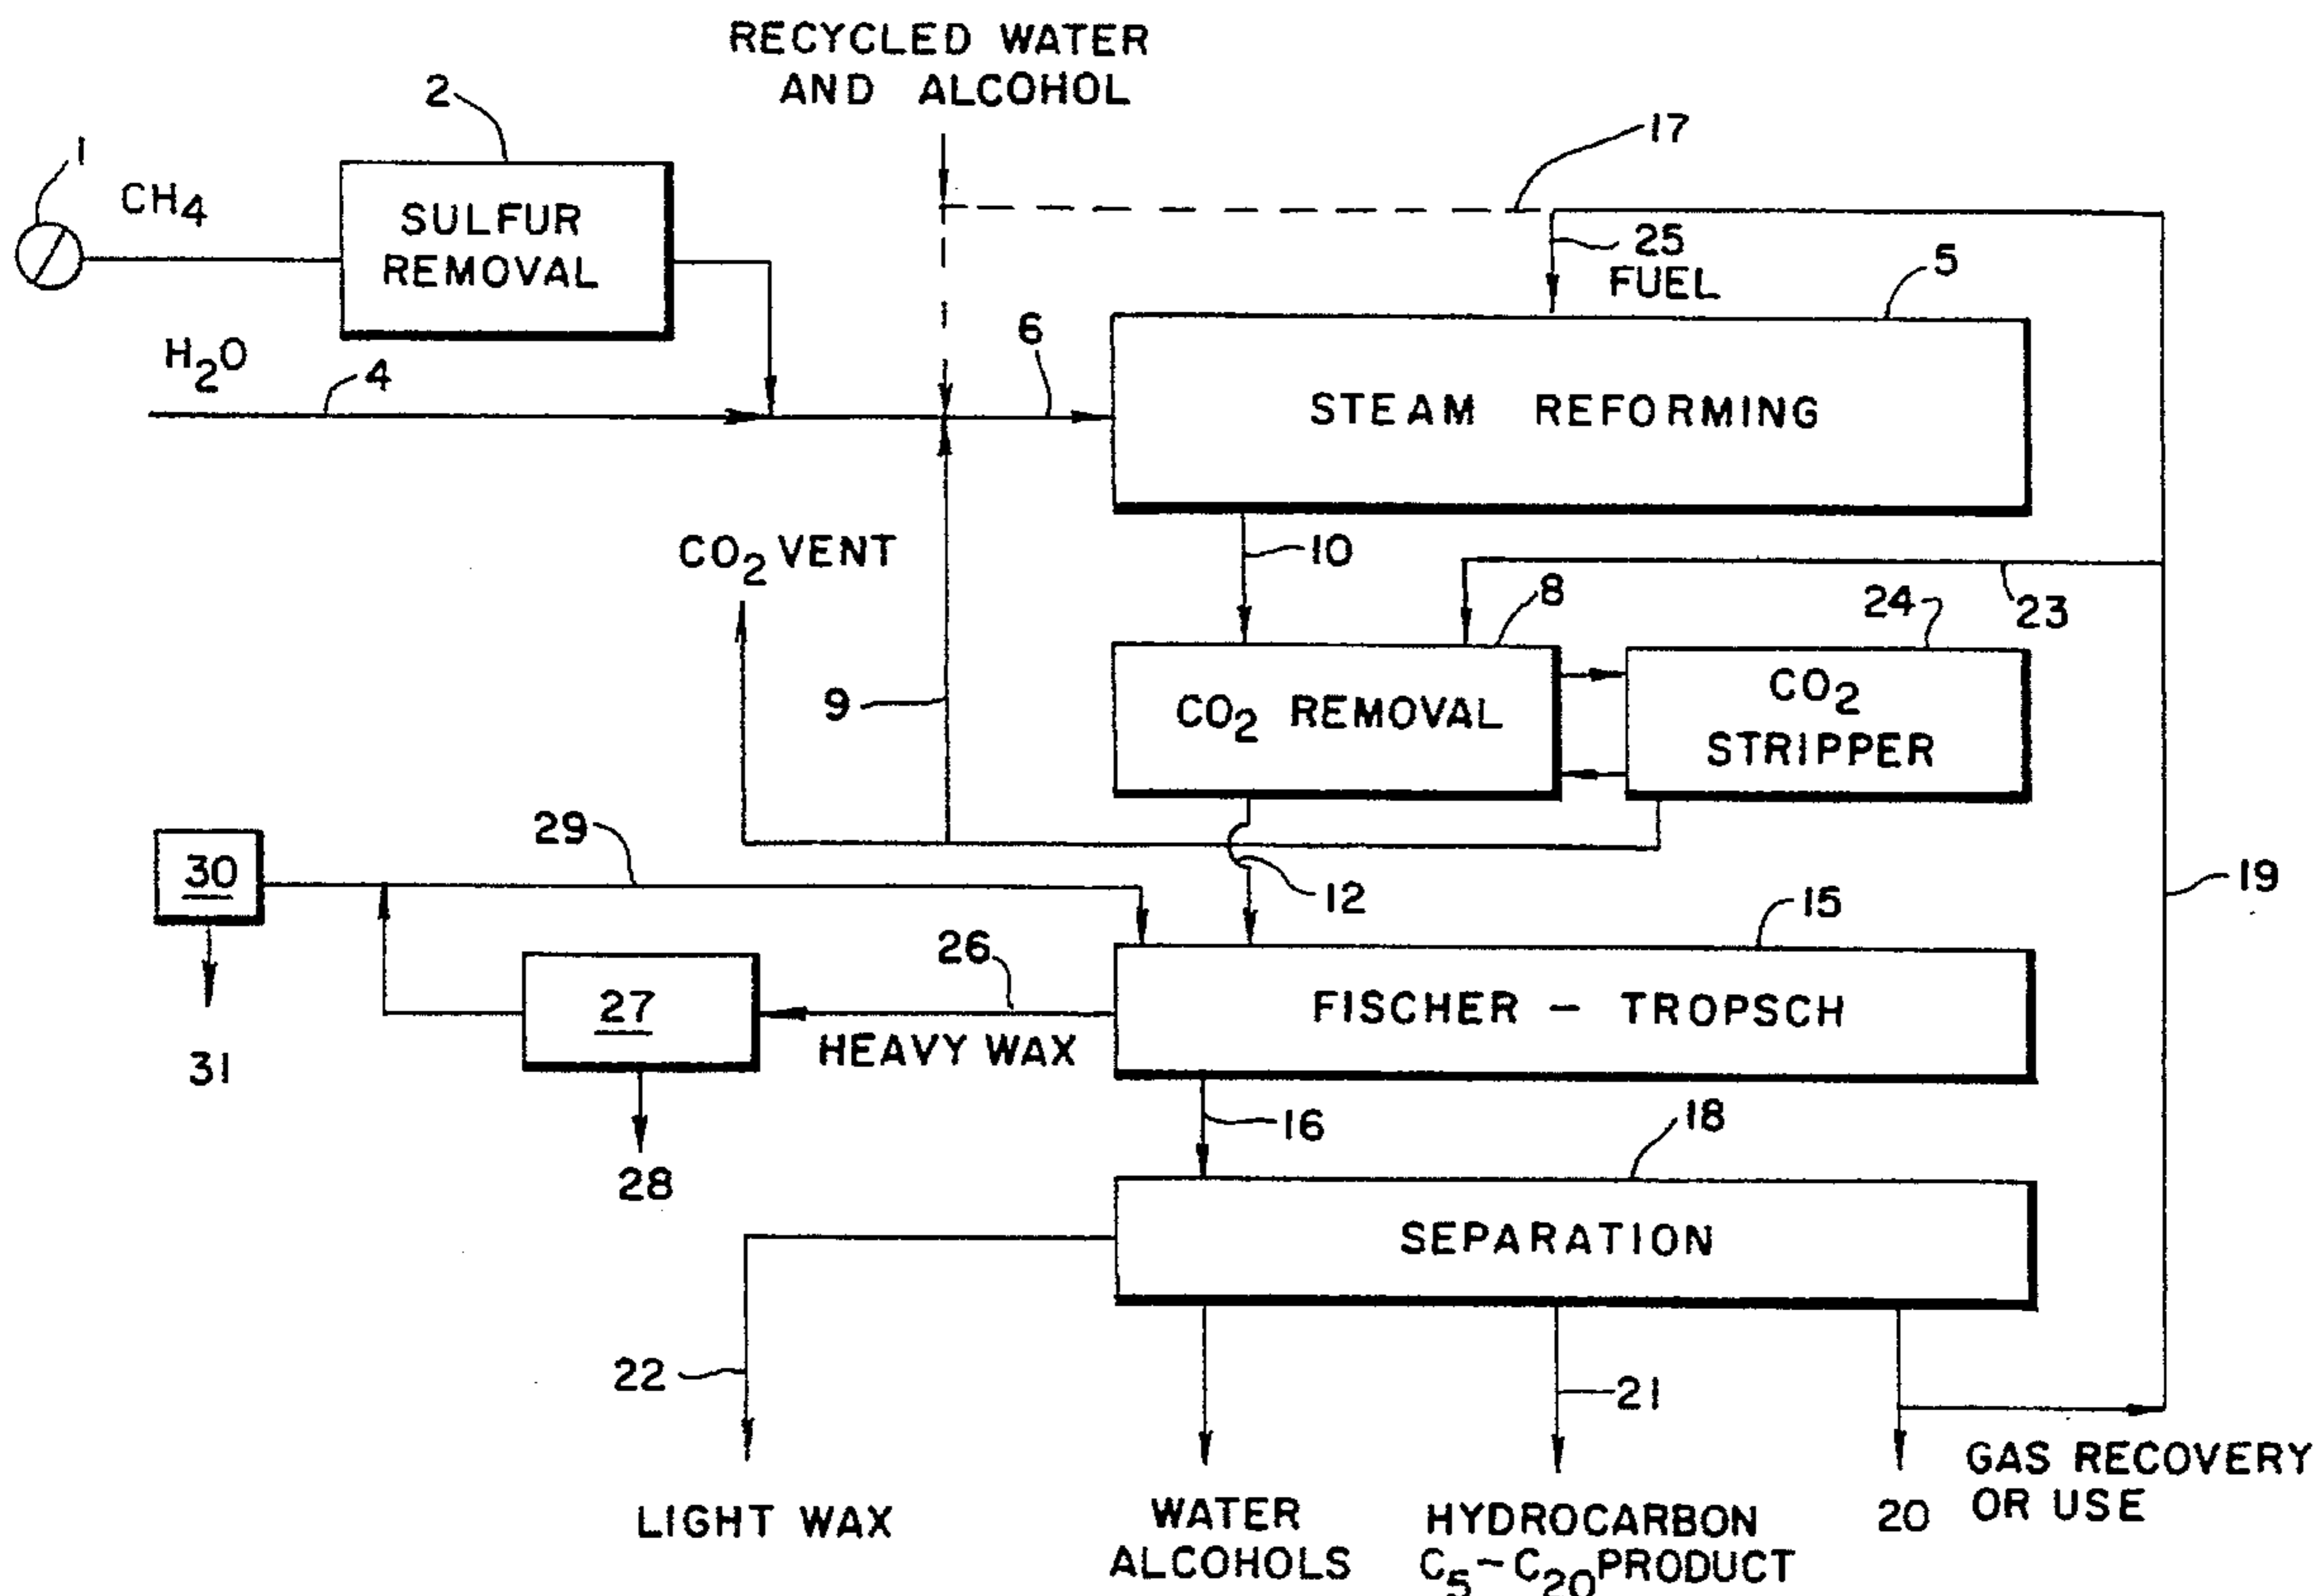 RECYCLED WATER
AND ALCOHOL
2
17
1
CH4
SULFUR
REMOVAL
25
FUEL
5
H2O
4
6
STEAM REFORMING
CO2 VENT
10
8
24
23
9
CO2 REMOVAL
CO2
STRIPPER
29
30
12
19
15
26
27
HEAVY WAX
FISCHER - TROPSCH
31
16
18
28
SEPARATION
22
21
GAS RECOVERY
OR USE
20
LIGHT WAX
WATER
ALCOHOLS
HYDROCARBON
C5-C20 PRODUCT